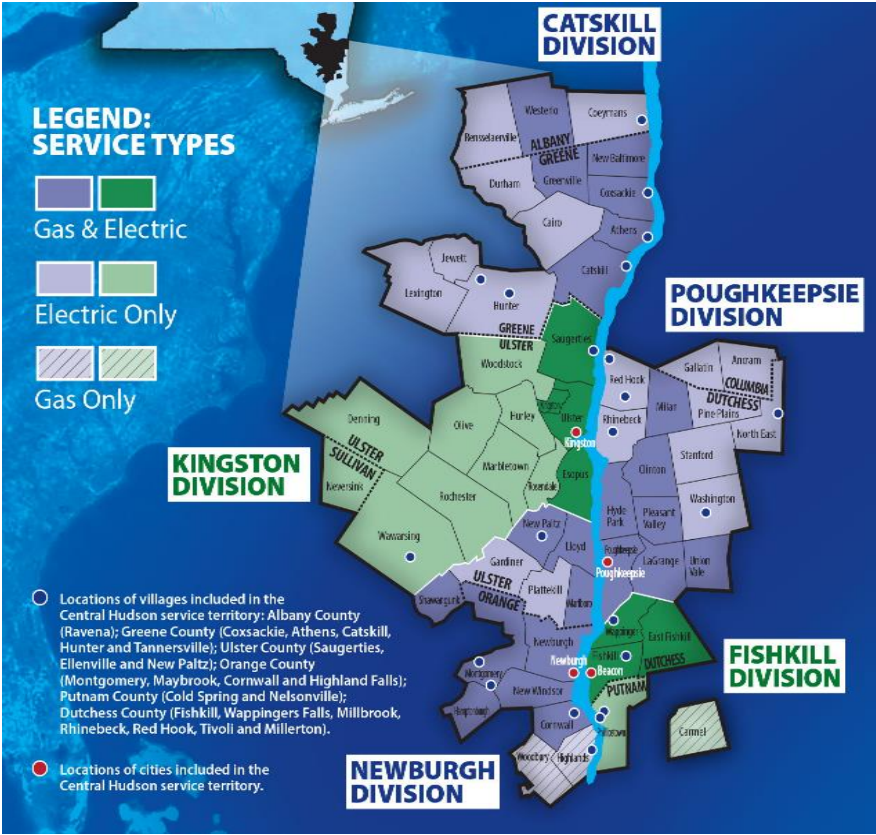 CATSKILL
DIVISION
LEGEND:
SERVICE TYPES
Gas & Electric
Electric Only
Gas Only
Westerlo
Coeymans
Rensselaerville
ALBANY
GREENE
New Baltimore
Durham
Greenville
Coxsackie
Cairo
Athens
Catskill
Jewett
Lexington
Hunter
GREENE
ULSTER
POUGHKEEPSIE
DIVISION
Saugerties
Woodstock
Gallatin
Ancram
Red Hook
COLUMBIA
DUTCHESS
Milan
Pine Plains
Rhinebeck
North East
Denning
Olive
Hurley
Ulster
Kingston
ULSTER
SULLIVAN
Stanford
KINGSTON
DIVISION
Neversink
Marbletown
Rosendale
Esopus
Clinton
Rochester
Washington
Hyde
Park
Pleasant
Valley
Wawarsing
New Paltz
Lloyd
Poughkeepsie
Poughkeepsie
LaGrange
Union
Vale
Gardiner
ULSTER
ORANGE
Plattekill
Marlboro
Shawangunk
Locations of villages included in the
Central Hudson service territory: Albany County
(Ravena); Greene County (Coxsackie, Athens, Catskill,
Hunter and Tannersville); Ulster County (Saugerties,
Ellenville and New Paltz); Orange County
(Montgomery, Maybrook, Cornwall and Highland Falls);
Putnam County (Cold Spring and Nelsonville);
Dutchess County (Fishkill, Wappingers Falls, Millbrook,
Rhinebeck, Red Hook, Tivoli and Millerton).
Wappinger
East Fishkill
Newburgh
Fishkill
DUTCHESS
Newburgh
Beacon
PUTNAM
FISHKILL
DIVISION
Montgomery
New Windsor
Hamptonburgh
Cornwall
Philipstown
Carmel
Woodbury
Highlands
NEWBURGH
DIVISION
Locations of cities included in the
Central Hudson service territory.